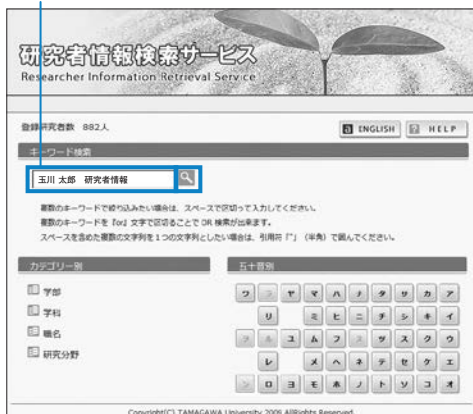 研究者情報検索サービス
Researcher Information Retrieval Service
登録研究者数 882人
ENGLISH
HELP
キーワード検索
玉川 太郎 研究者情報
複数のキーワードで絞り込みたい場合は、スペースで区切って入力してください。
複数のキーワードを『or』文字で区切ることで OR 検索が出来ます。
スペースを含めた複数の文字列を1つの文字列としたい場合は、引用符「"」(半角)で囲んでください。
カテゴリー別
五十音別
学部
学科
職名
研究分野
ワ ラ ヤ マ ハ ナ タ サ カ ア
リ ミ ヒ ニ チ シ キ イ
ヲ ル ユ ム フ ヌ ツ ス ク ウ
レ メ ヘ ネ テ セ ケ エ
ン ロ ヨ モ ホ ノ ト ソ コ オ
Copyright(C) TAMAGAWA University 2006 AllRights Reserved.